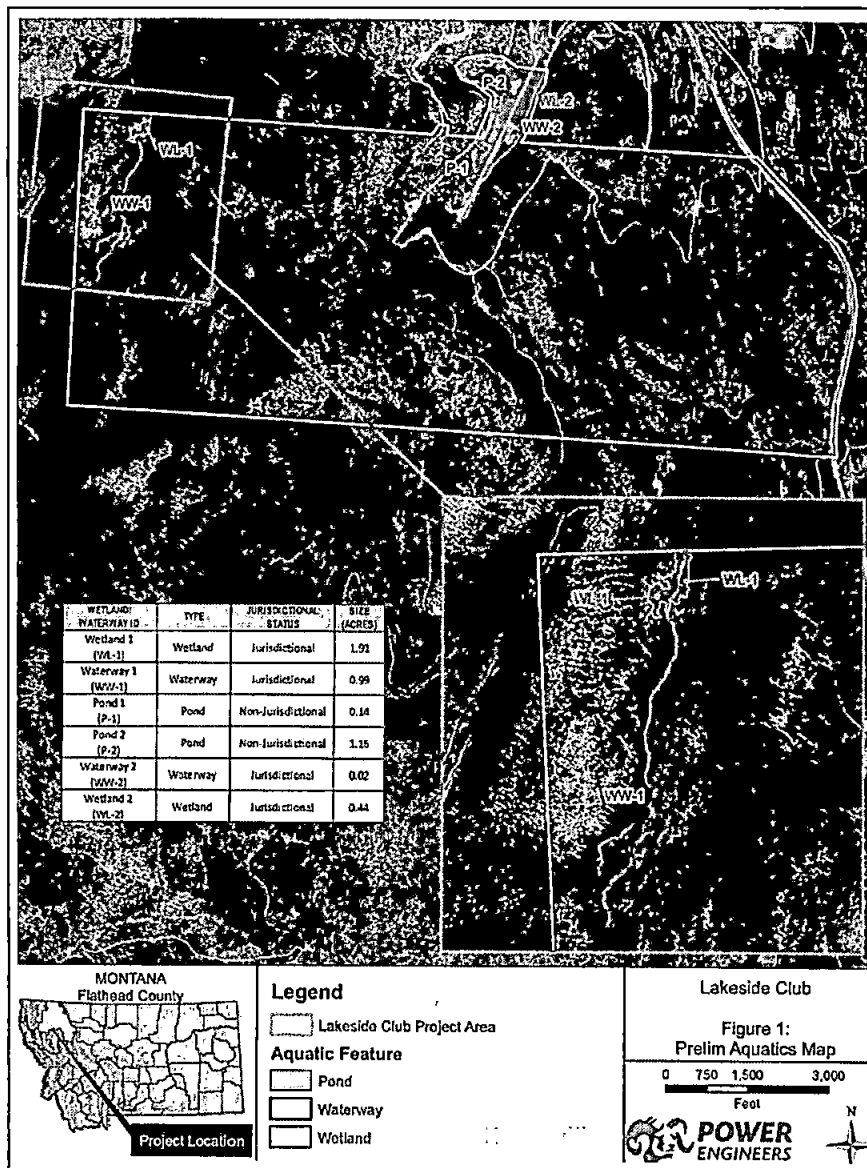 P-2
WL-2
WW-2
WL-1
P-1
WW-1
WL-1
WL-1
WW-1
WETLAND/ WATERWAY ID TYPE JURISDICTIONAL STATUS SIZE (ACRES)
Wetland 1 (WL-1) Wetland Jurisdictional 1.91
Waterway 1 (WW-1) Waterway Jurisdictional 0.99
Pond 1 (P-1) Pond Non-Jurisdictional 0.14
Pond 2 (P-2) Pond Non-Jurisdictional 1.15
Waterway 2 (WW-2) Waterway Jurisdictional 0.02
Wetland 2 (WL-2) Wetland Jurisdictional 0.44
MONTANA
Flathead County
Project Location
Legend
Lakeside Club Project Area
Aquatic Feature
Pond
Waterway
Wetland
Lakeside Club
Figure 1:
Prelim Aquatics Map
0 750 1,500 3,000
Feet
POWER
ENGINEERS
N